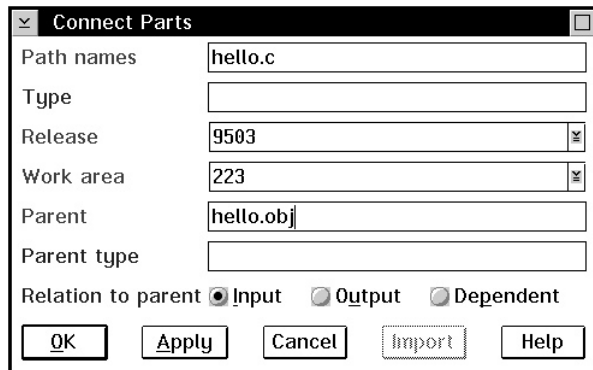 Connect Parts
Path names hello.c
Type
Release 9503
Work area 223
Parent hello.obj
Parent type
Relation to parent Input Output Dependent
OK Apply Cancel Import Help